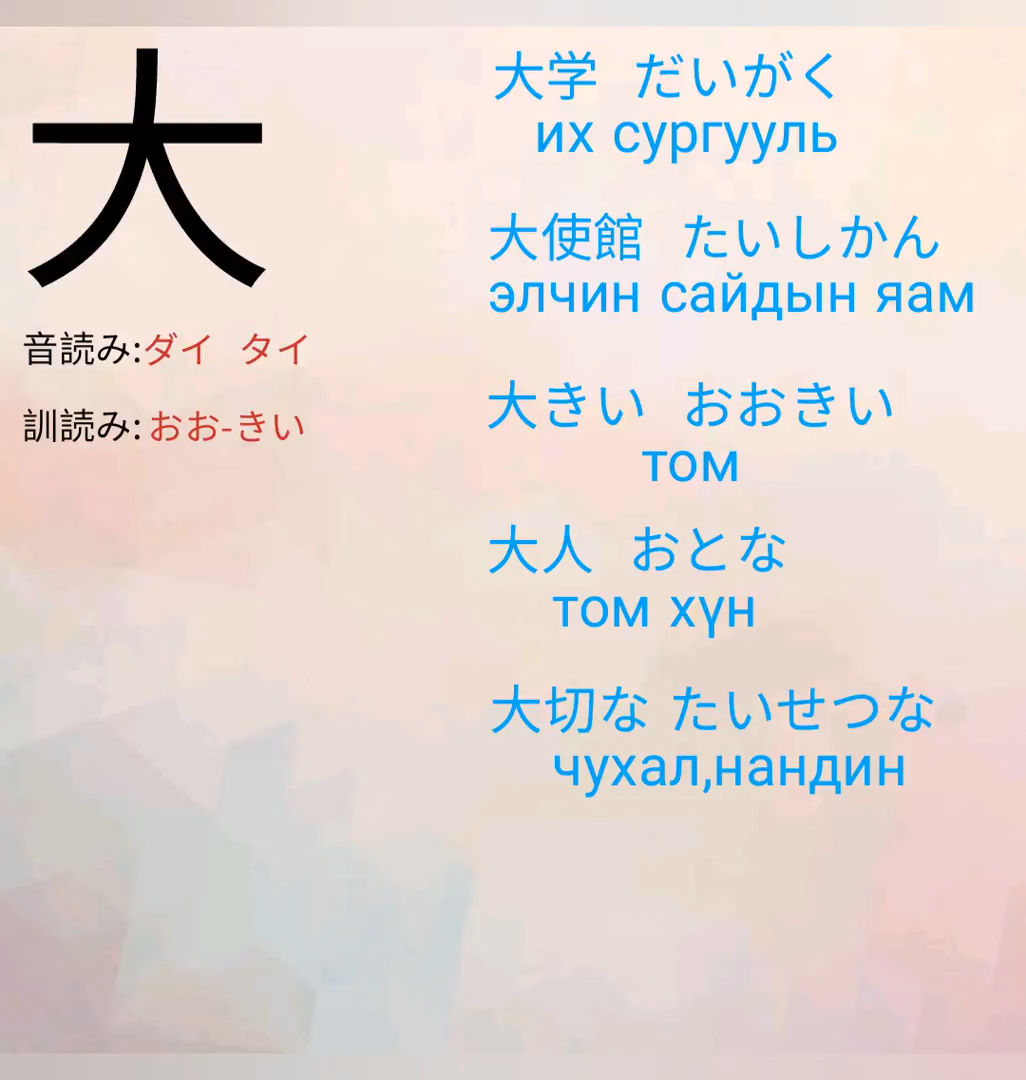 大
音読み:ダイ タイ
訓読み:おお-きい
大学 だいがく
их сургууль
大使館 たいしかん
элчин сайдын яам
大きい おおきい
том
大人 おとな
том хүн
大切な たいせつな
чухал,нандин